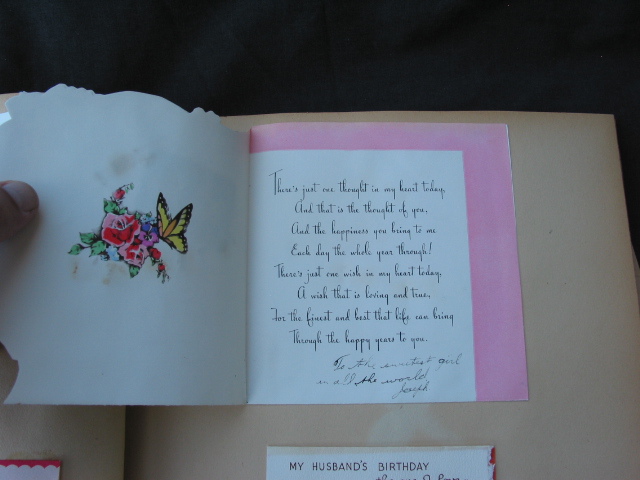 There's just one thought in my heart today,
And that is the thought of you,
And the happiness you bring to me
Each day the whole year through!
There's just one wish in my heart today,
A wish that is loving and true,
For the finest and best that life can bring
Through the happy years to you.
To the sweetest girl
in all the world
Joseph
MY HUSBAND'S BIRTHDAY